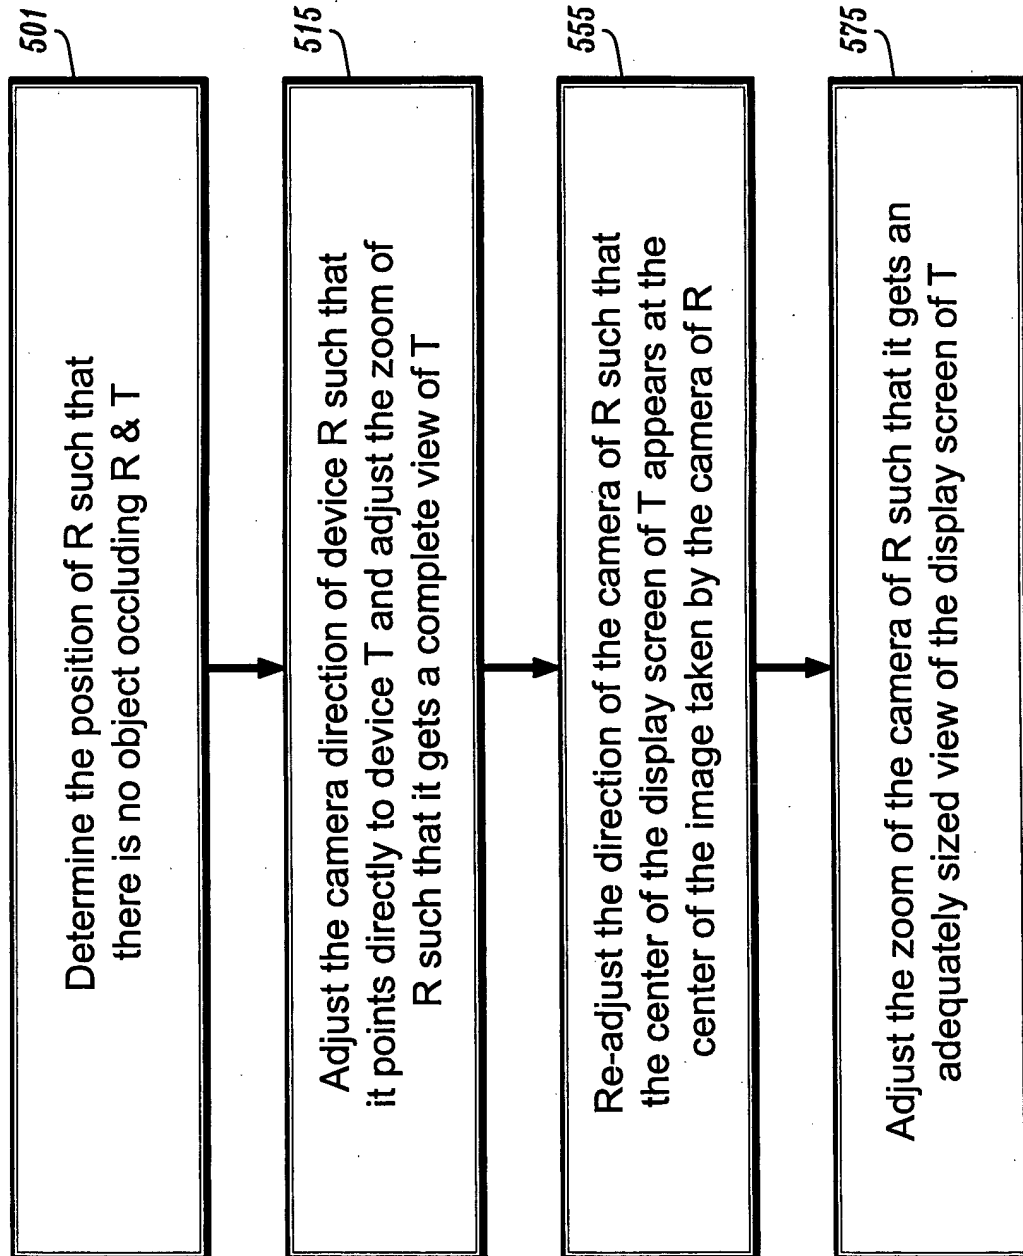 501
Determine the position of R such that
there is no object occluding R & T
515
Adjust the camera direction of device R such that
it points directly to device T and adjust the zoom of
R such that it gets a complete view of T
555
Re-adjust the direction of the camera of R such that
the center of the display screen of T appears at the
center of the image taken by the camera of R
575
Adjust the zoom of the camera of R such that it gets an
adequately sized view of the display screen of T